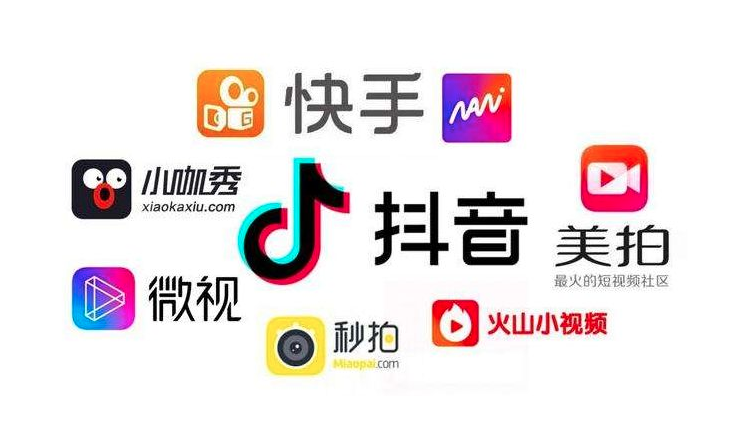 快手
NANi
小咖秀
xiaokaxiu.com
抖音
美拍
最火的短视频社区
微视
秒拍
Miaopai.com
火山小视频